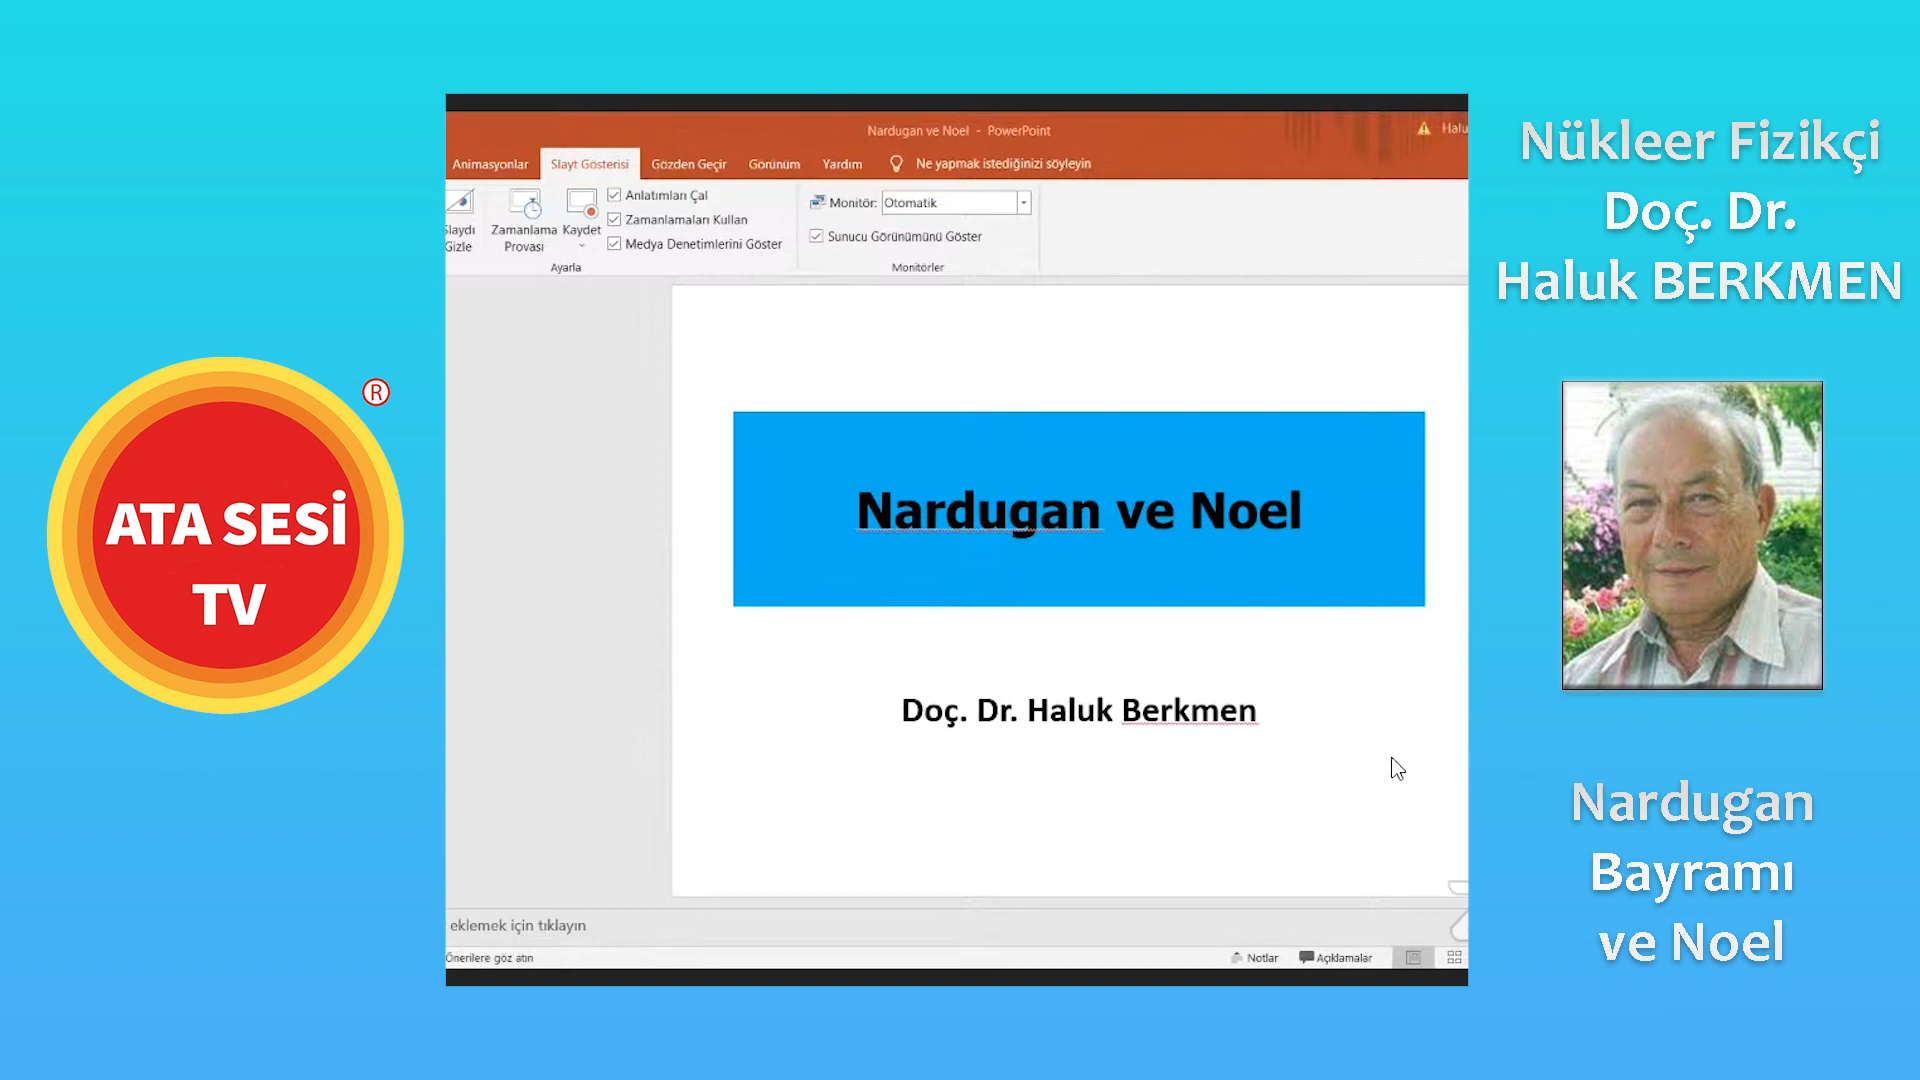 ATA SESİ
TV
®
Nardugan ve Noel - PowerPoint
Animasyonlar
Slayt Gösterisi
Gözden Geçir
Görünüm
Yardım
Ne yapmak istediğinizi söyleyin
Zamanlama
Provası
Kaydet
Gizle
Anlatımları Çal
Zamanlamaları Kullan
Medya Denetimlerini Göster
Ayarla
Monitör: Otomatik
Sunucu Görünümünü Göster
Monitörler
Nardugan ve Noel
Doç. Dr. Haluk Berkmen
eklemek için tıklayın
Önerilere göz atın
Notlar
Açıklamalar
Nükleer Fizikçi
Doç. Dr.
Haluk BERKMEN
Nardugan
Bayramı
ve Noel